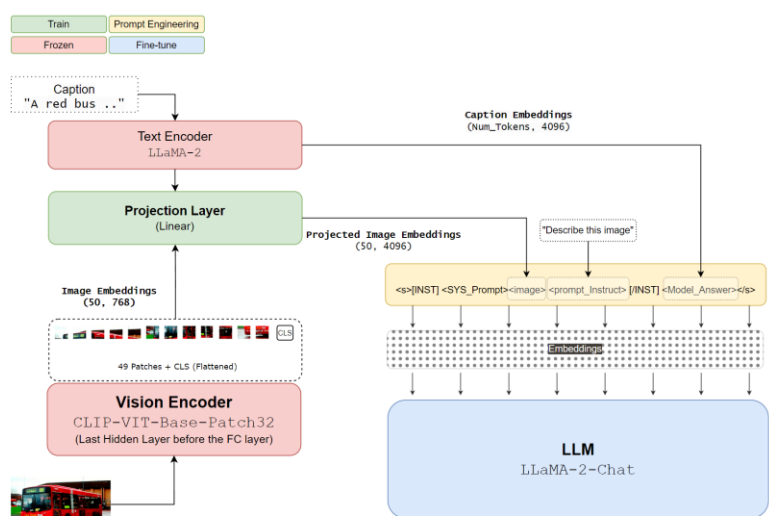 Train
Prompt Engineering
Frozen
Fine-tune
Caption
"A red bus .."
Text Encoder
LLaMA-2
Caption Embeddings
(Num_Tokens, 4096)
Projection Layer
(Linear)
Projected Image Embeddings
(50, 4096)
"Describe this image"
Image Embeddings
(50, 768)
<s>[INST] <SYS_Prompt><image> <prompt_Instruct> [/INST] <Model_Answer></s>
CLS
49 Patches + CLS (Flattened)
Embeddings
Vision Encoder
CLIP-VIT-Base-Patch32
(Last Hidden Layer before the FC layer)
LLM
LLaMA-2-Chat